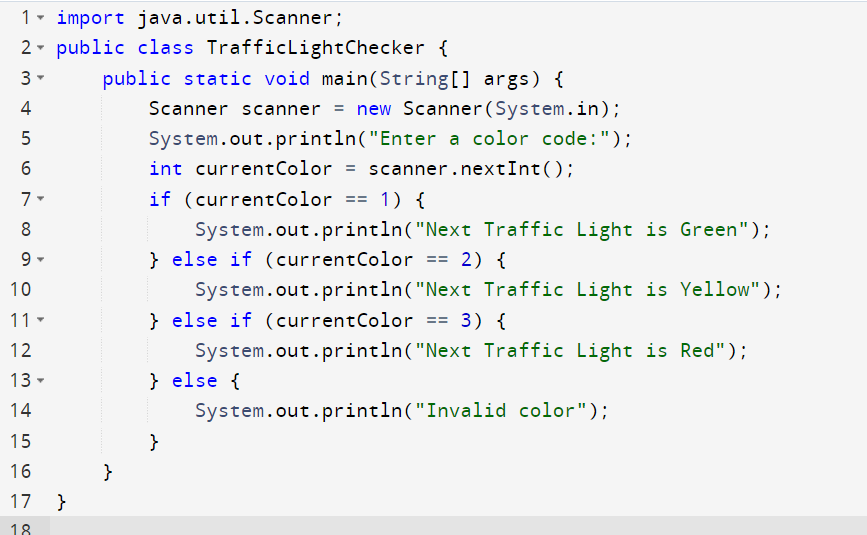 1 import java.util.Scanner;
2 public class TrafficLightChecker {
3     public static void main(String[] args) {
4         Scanner scanner = new Scanner(System.in);
5         System.out.println("Enter a color code:");
6         int currentColor = scanner.nextInt();
7         if (currentColor == 1) {
8             System.out.println("Next Traffic Light is Green");
9         } else if (currentColor == 2) {
10             System.out.println("Next Traffic Light is Yellow");
11         } else if (currentColor == 3) {
12             System.out.println("Next Traffic Light is Red");
13         } else {
14             System.out.println("Invalid color");
15         }
16     }
17 }
18